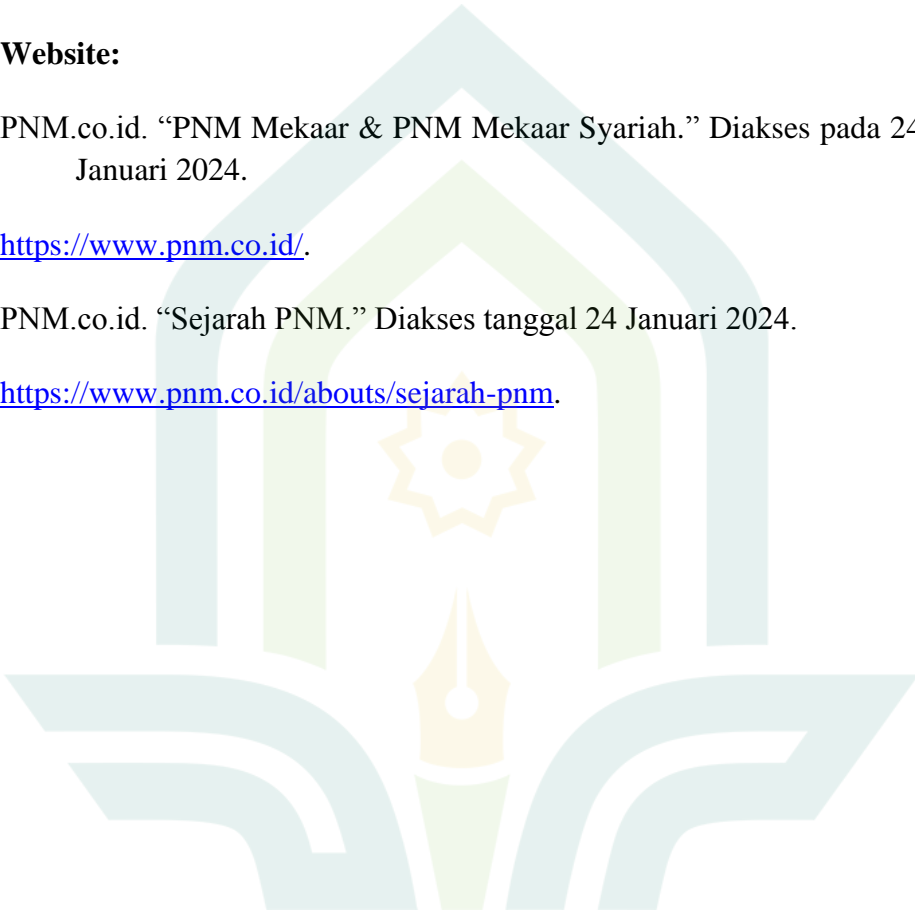 Website:
PNM.co.id. “PNM Mekaar & PNM Mekaar Syariah.” Diakses pada 24
Januari 2024.
https://www.pnm.co.id/.
PNM.co.id. “Sejarah PNM.” Diakses tanggal 24 Januari 2024.
https://www.pnm.co.id/abouts/sejarah-pnm.